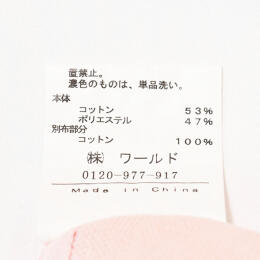 直禁止。
濃色のものは、単品洗い。
本体
コットン 53%
ポリエステル 47%
別布部分
コットン 100%
㈱ ワールド
0120-977-917
Made in China